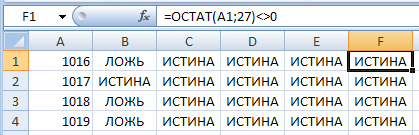 F1 fx =ОСТАТ(A1;27)<>0
A B C D E F
1 1016 ЛОЖЬ ИСТИНА ИСТИНА ИСТИНА ИСТИНА
2 1017 ИСТИНА ИСТИНА ИСТИНА ИСТИНА ИСТИНА
3 1018 ЛОЖЬ ИСТИНА ИСТИНА ИСТИНА ИСТИНА
4 1019 ЛОЖЬ ИСТИНА ИСТИНА ИСТИНА ИСТИНА